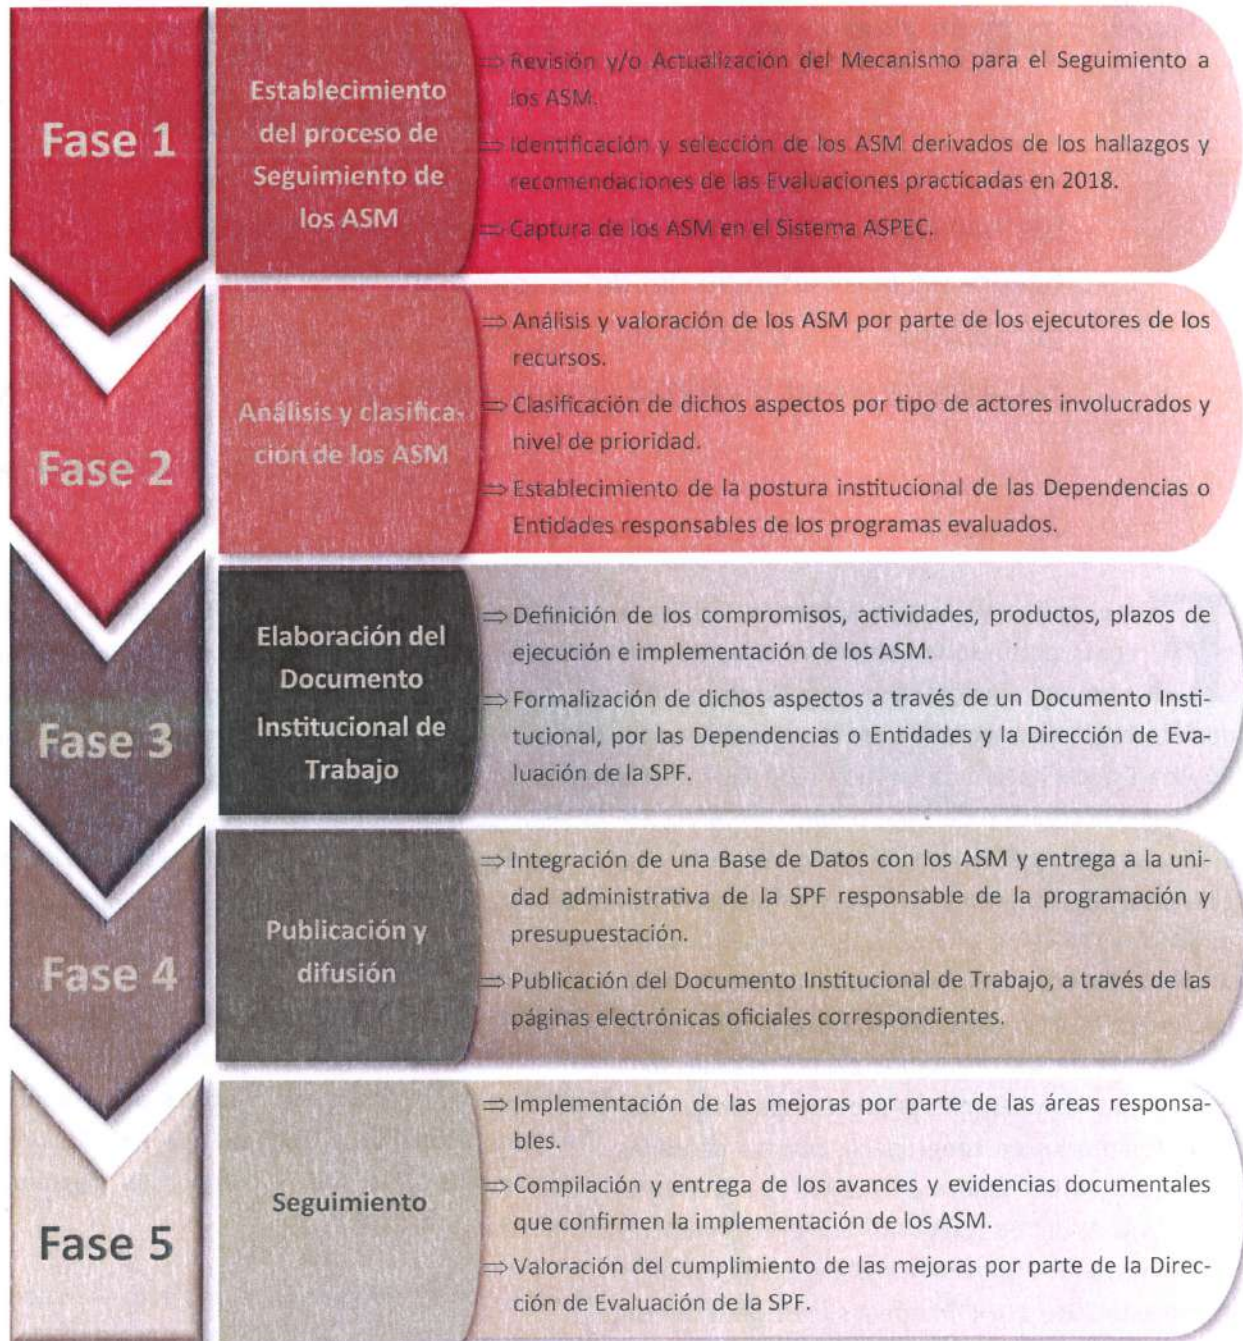 Fase 1
Establecimiento
del proceso de
Seguimiento de
los ASM
⇒ Revisión y/o Actualización del Mecanismo para el Seguimiento a
los ASM.
⇒ Identificación y selección de los ASM derivados de los hallazgos y
recomendaciones de las Evaluaciones practicadas en 2018.
⇒ Captura de los ASM en el Sistema ASPEC.
Fase 2
Análisis y clasifica-
ción de los ASM
⇒ Análisis y valoración de los ASM por parte de los ejecutores de los
recursos.
⇒ Clasificación de dichos aspectos por tipo de actores involucrados y
nivel de prioridad.
⇒ Establecimiento de la postura institucional de las Dependencias o
Entidades responsables de los programas evaluados.
Fase 3
Elaboración del
Documento
Institucional de
Trabajo
⇒ Definición de los compromisos, actividades, productos, plazos de
ejecución e implementación de los ASM.
⇒ Formalización de dichos aspectos a través de un Documento Insti-
tucional, por las Dependencias o Entidades y la Dirección de Eva-
luación de la SPF.
Fase 4
Publicación y
difusión
⇒ Integración de una Base de Datos con los ASM y entrega a la uni-
dad administrativa de la SPF responsable de la programación y
presupuestación.
⇒ Publicación del Documento Institucional de Trabajo, a través de las
páginas electrónicas oficiales correspondientes.
Fase 5
Seguimiento
⇒ Implementación de las mejoras por parte de las áreas responsa-
bles.
⇒ Compilación y entrega de los avances y evidencias documentales
que confirmen la implementación de los ASM.
⇒ Valoración del cumplimiento de las mejoras por parte de la Direc-
ción de Evaluación de la SPF.